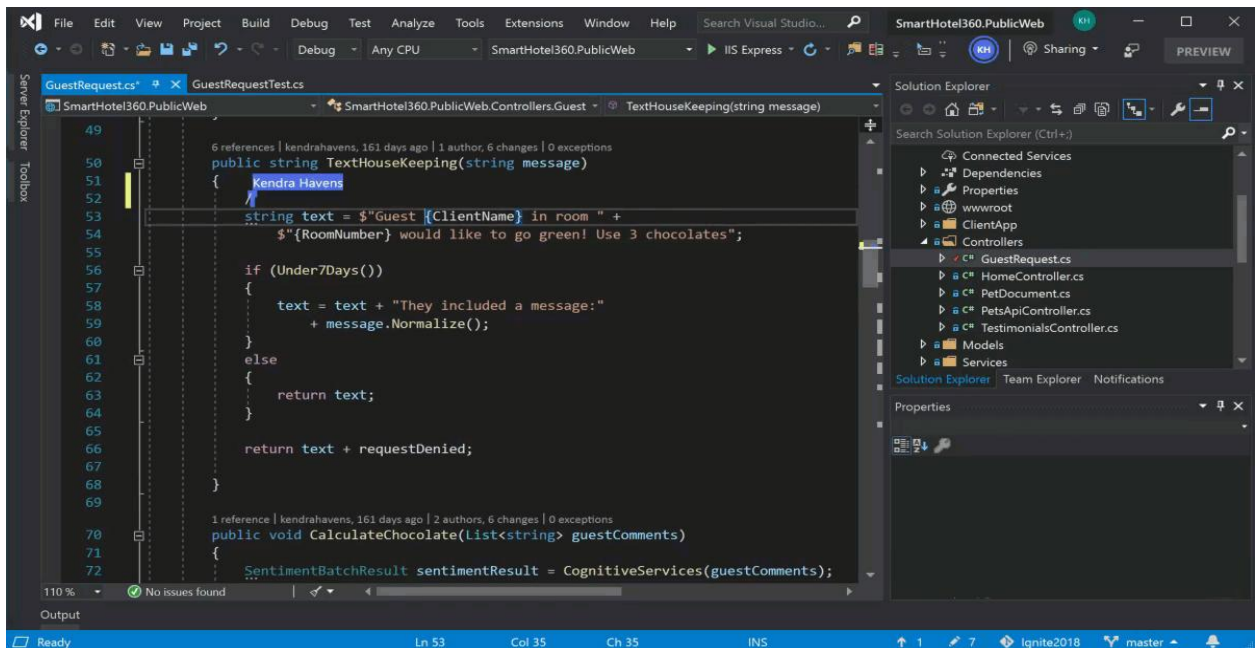 File Edit View Project Build Debug Test Analyze Tools Extensions Window Help Search Visual Studio... SmartHotel360.PublicWeb KH
Debug Any CPU SmartHotel360.PublicWeb IIS Express KH Sharing PREVIEW
Server Explorer
Toolbox
GuestRequest.cs* GuestRequestTest.cs
SmartHotel360.PublicWeb SmartHotel360.PublicWeb.Controllers.Guest TextHouseKeeping(string message)
49
6 references | kendrahavens, 161 days ago | 1 author, 6 changes | 0 exceptions
50 public string TextHouseKeeping(string message)
51 { Kendra Havens
52 /
53 string text = $"Guest {ClientName} in room " +
54 $"{RoomNumber} would like to go green! Use 3 chocolates";
55
56 if (Under7Days())
57 {
58 text = text + "They included a message:"
59 + message.Normalize();
60 }
61 else
62 {
63 return text;
64 }
65
66 return text + requestDenied;
67
68 }
69
1 reference | kendrahavens, 161 days ago | 2 authors, 6 changes | 0 exceptions
70 public void CalculateChocolate(List<string> guestComments)
71 {
72 SentimentBatchResult sentimentResult = CognitiveServices(guestComments);
110 % No issues found
Output
Solution Explorer
Search Solution Explorer (Ctrl+;)
Connected Services
Dependencies
Properties
wwwroot
ClientApp
Controllers
C# GuestRequest.cs
C# HomeController.cs
C# PetDocument.cs
C# PetsApiController.cs
C# TestimonialsController.cs
Models
Services
Solution Explorer Team Explorer Notifications
Properties
Ready Ln 53 Col 35 Ch 35 INS 1 7 Ignite2018 master